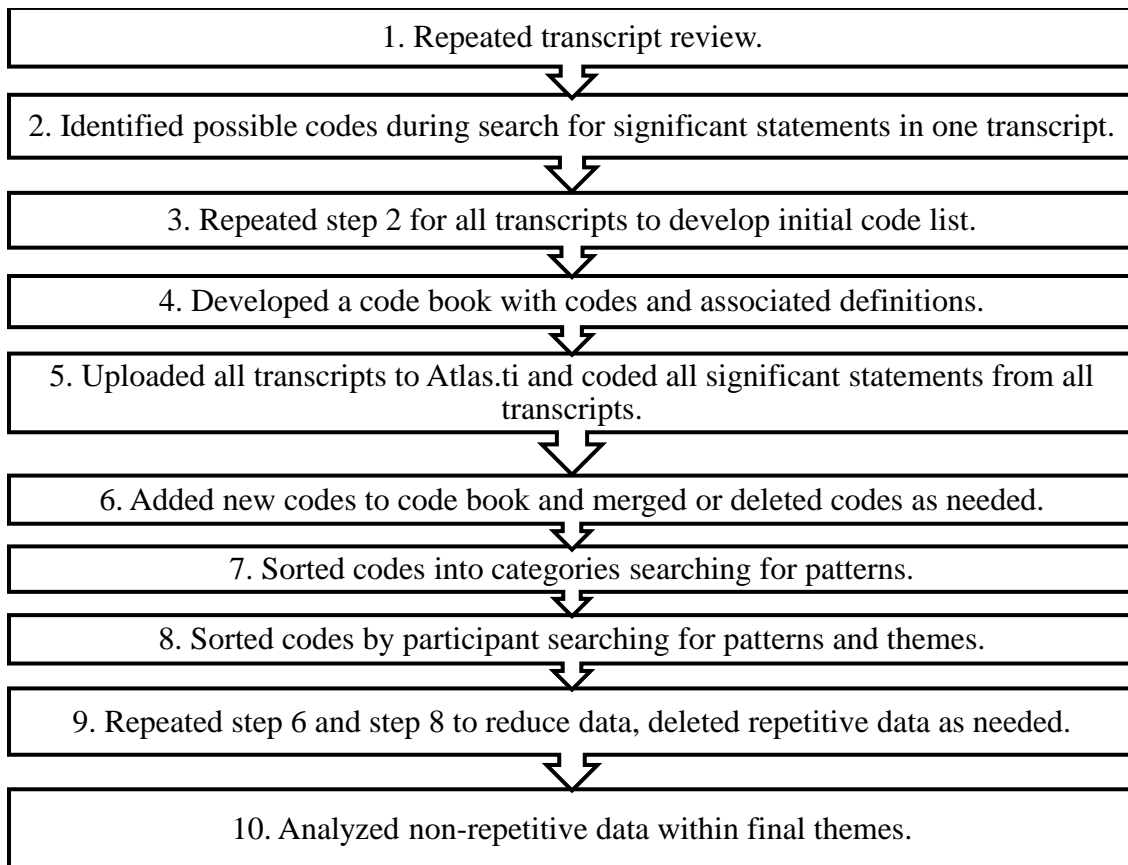 1. Repeated transcript review.
2. Identified possible codes during search for significant statements in one transcript.
3. Repeated step 2 for all transcripts to develop initial code list.
4. Developed a code book with codes and associated definitions.
5. Uploaded all transcripts to Atlas.ti and coded all significant statements from all
transcripts.
6. Added new codes to code book and merged or deleted codes as needed.
7. Sorted codes into categories searching for patterns.
8. Sorted codes by participant searching for patterns and themes.
9. Repeated step 6 and step 8 to reduce data, deleted repetitive data as needed.
10. Analyzed non-repetitive data within final themes.